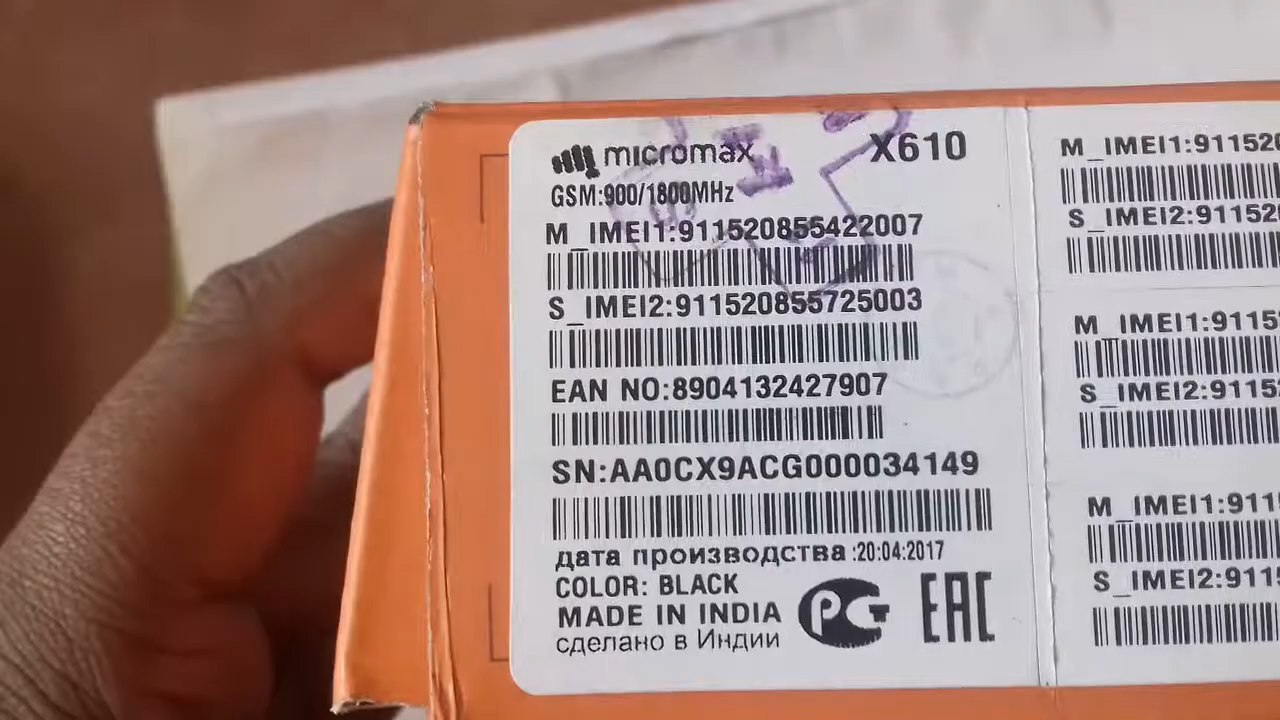 micromax X610
GSM:900/1800MHz
M_IMEI1:911520855422007
S_IMEI2:911520855725003
EAN NO:8904132427907
SN:AA0CX9ACG000034149
дата производства :20:04:2017
COLOR: BLACK
MADE IN INDIA
сделано в Индии
РСТ EAC
M_IMEI1:91152
S_IMEI2:91152
M_IMEI1:9115
S_IMEI2:9115
M_IMEI1:911
S_IMEI2:911